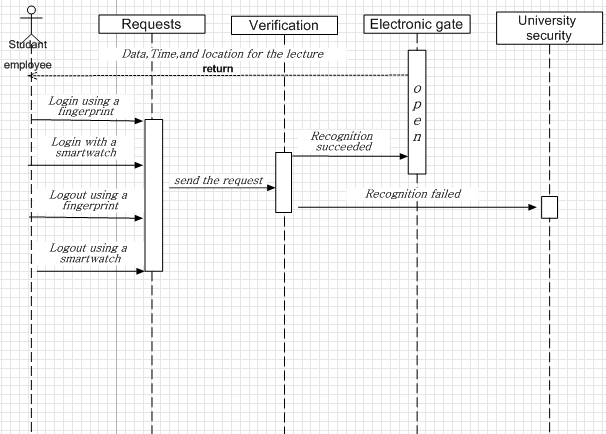 Requests
Verification
Electronic gate
University
security
Student
employee
Data,Time,and location for the lecture
return
open
Login using a
fingerprint
Login with a
smartwatch
Recognition
succeeded
send the request
Logout using a
fingerprint
Recognition failed
Logout using a
smartwatch